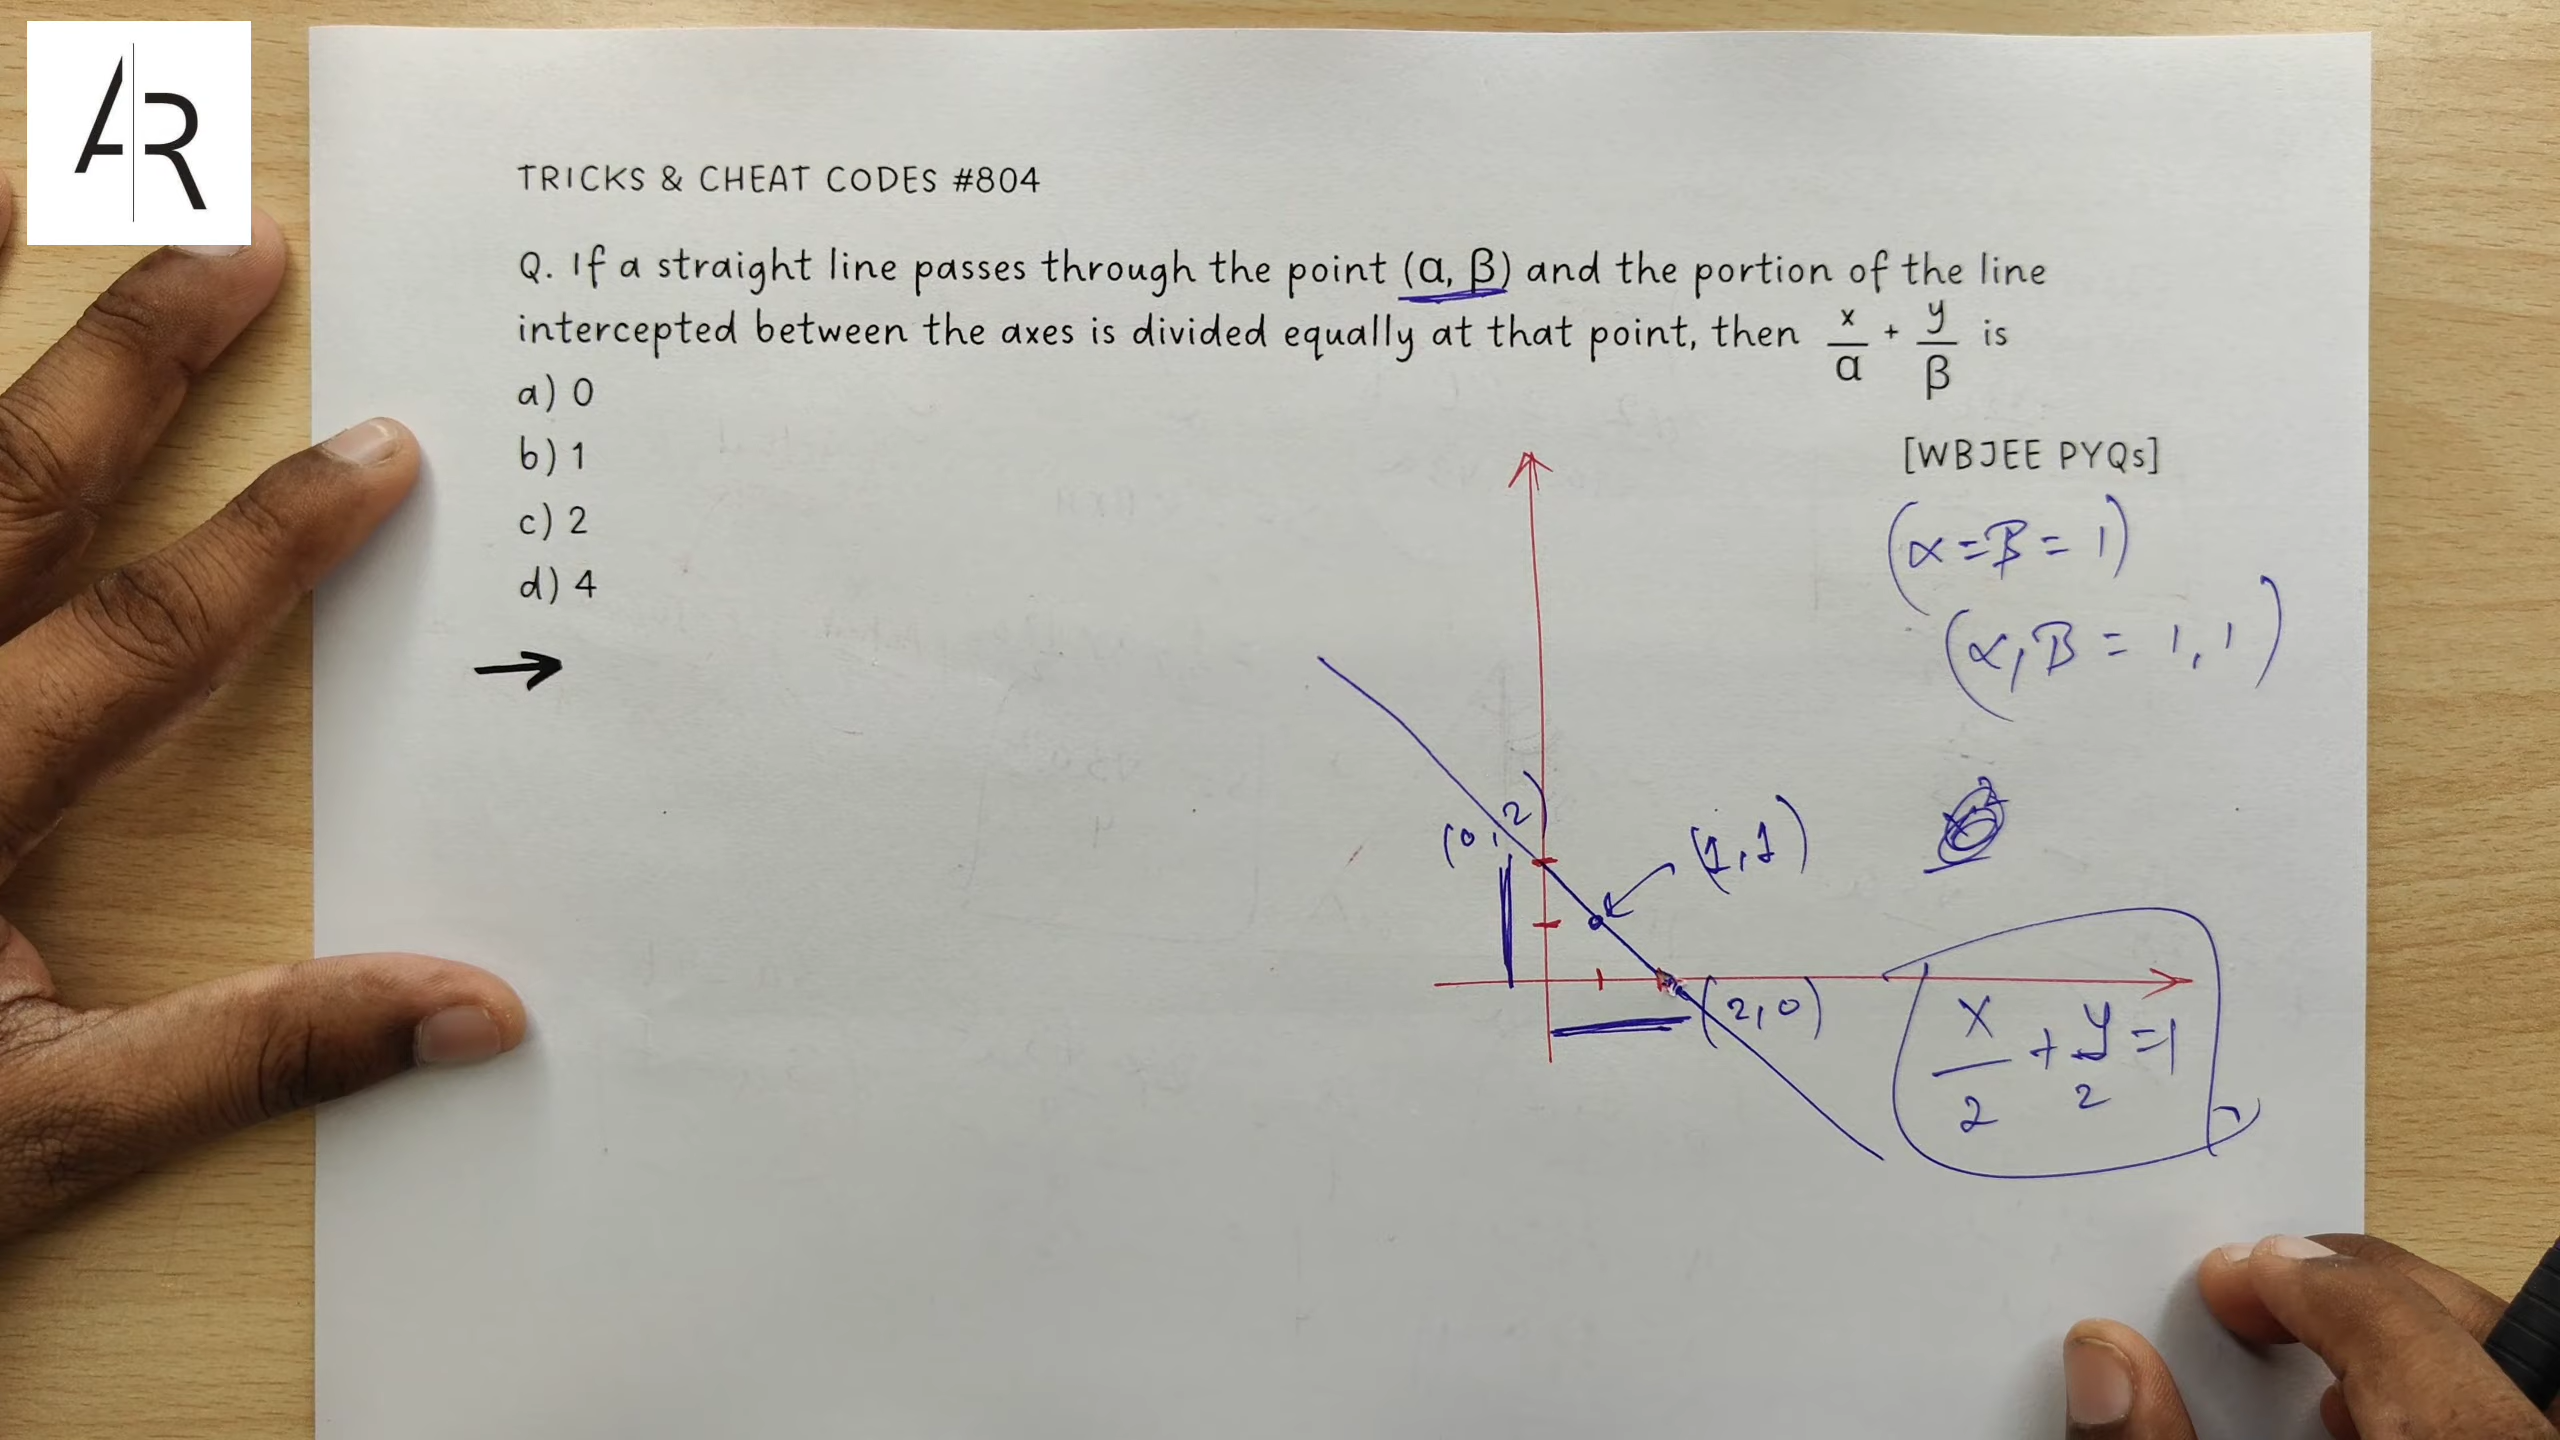 AR
TRICKS & CHEAT CODES #804
Q. If a straight line passes through the point (α, β) and the portion of the line
intercepted between the axes is divided equally at that point, then x/α + y/β is
a) 0
b) 1
c) 2
d) 4
[WBJEE PYQs]
(α = β = 1)
(α, β = 1, 1)
(0, 2)
(1, 1)
(2, 0)
x/2 + y/2 = 1